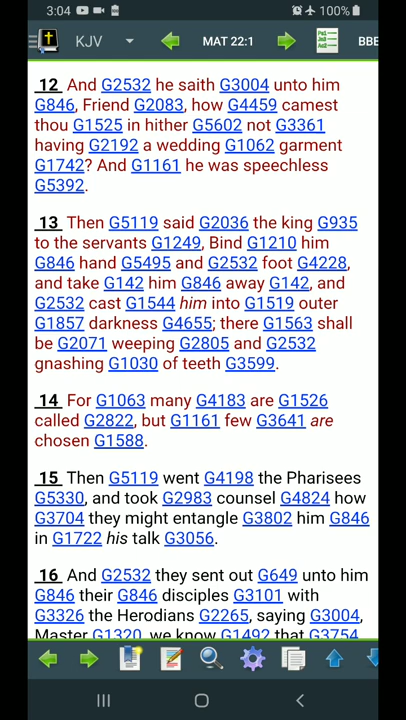 3:04
100%
KJV MAT 22:1 BBE
12 And G2532 he saith G3004 unto him
G846, Friend G2083, how G4459 camest
thou G1525 in hither G5602 not G3361
having G2192 a wedding G1062 garment
G1742? And G1161 he was speechless
G5392.
13 Then G5119 said G2036 the king G935
to the servants G1249, Bind G1210 him
G846 hand G5495 and G2532 foot G4228,
and take G142 him G846 away G142, and
G2532 cast G1544 him into G1519 outer
G1857 darkness G4655; there G1563 shall
be G2071 weeping G2805 and G2532
gnashing G1030 of teeth G3599.
14 For G1063 many G4183 are G1526
called G2822, but G1161 few G3641 are
chosen G1588.
15 Then G5119 went G4198 the Pharisees
G5330, and took G2983 counsel G4824 how
G3704 they might entangle G3802 him G846
in G1722 his talk G3056.
16 And G2532 they sent out G649 unto him
G846 their G846 disciples G3101 with
G3326 the Herodians G2265, saying G3004,
Master G1320, we know G1492 that G3754